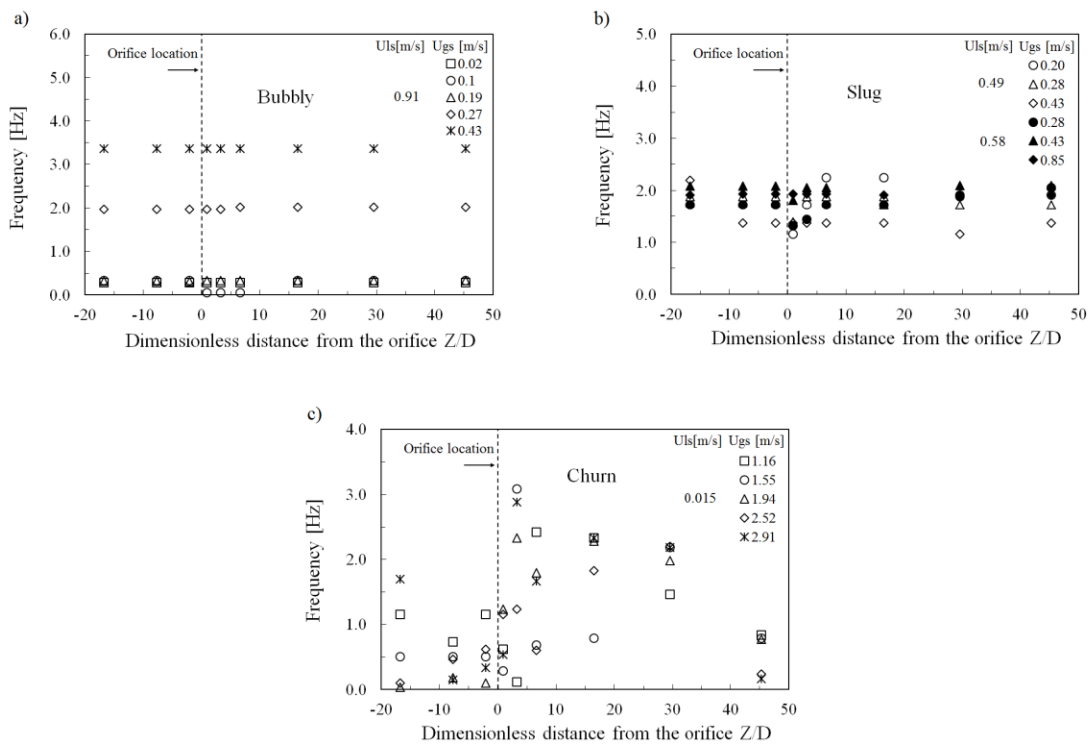 a)
6.0
5.0
4.0
3.0
2.0
1.0
0.0
Frequency [Hz]
-20 -10 0 10 20 30 40 50
Dimensionless distance from the orifice Z/D
Orifice location
Bubbly
Uls[m/s] Ugs [m/s]
0.91
0.02
0.1
0.19
0.27
0.43
b)
5.0
4.0
3.0
2.0
1.0
0.0
Frequency [Hz]
-20 -10 0 10 20 30 40 50
Dimensionless distance from the orifice Z/D
Orifice location
Slug
Uls[m/s] Ugs [m/s]
0.20
0.49 0.28
0.43
0.28
0.58 0.43
0.85
c)
4.0
3.0
2.0
1.0
0.0
Frequency [Hz]
-20 -10 0 10 20 30 40 50
Dimensionless distance from the orifice Z/D
Orifice location
Churn
Uls[m/s] Ugs [m/s]
0.015
1.16
1.55
1.94
2.52
2.91